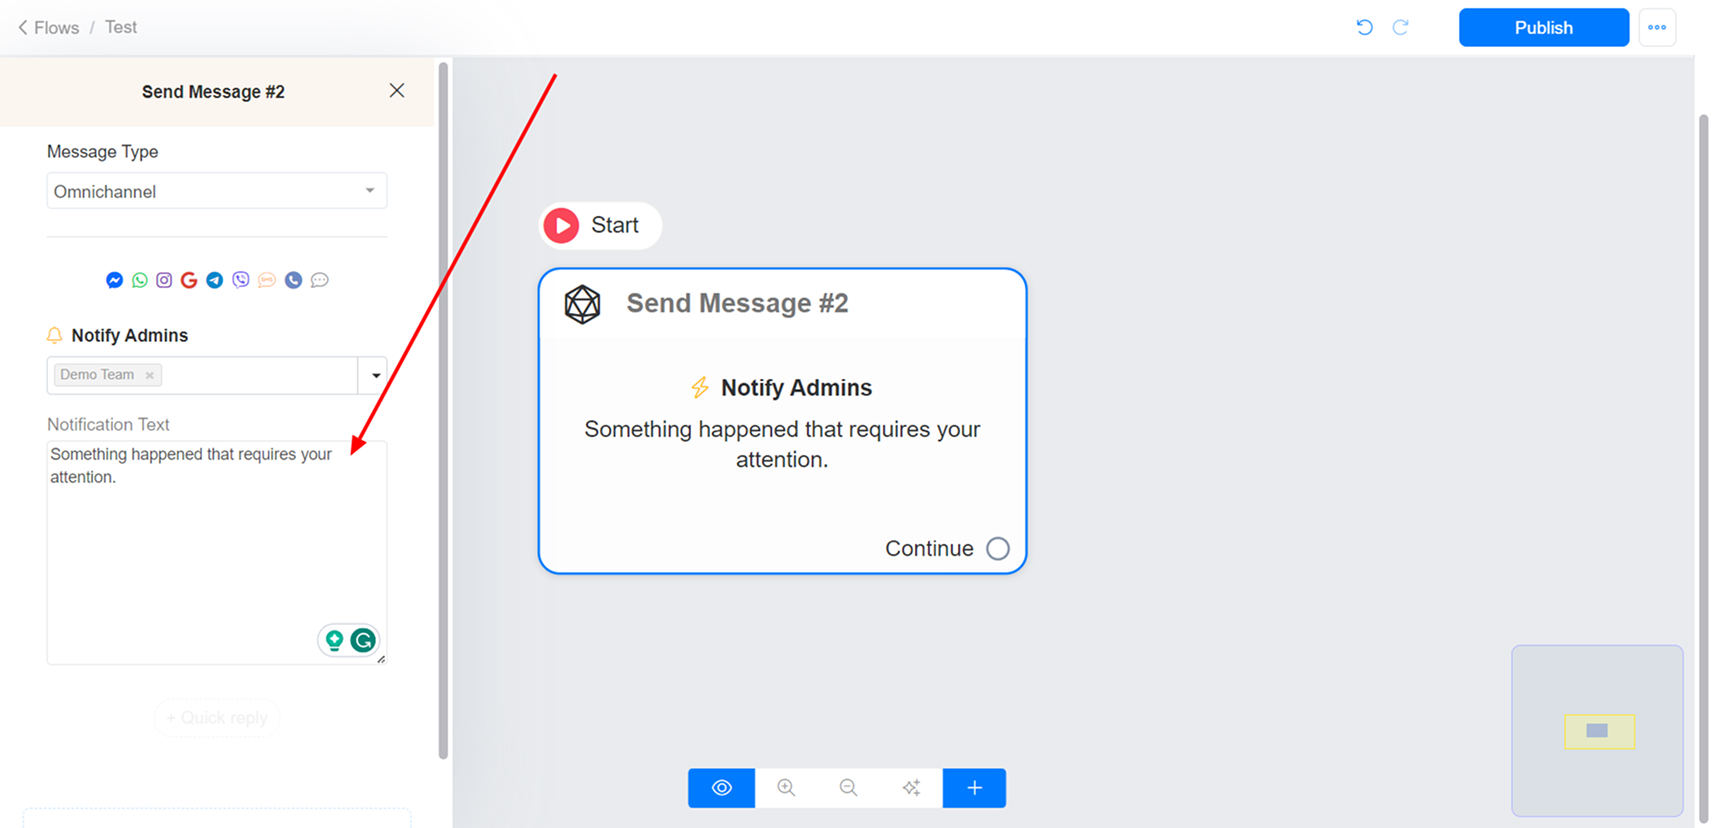 Flows / Test
Publish
Send Message #2
Message Type
Omnichannel
Notify Admins
Demo Team
Notification Text
Something happened that requires your
attention.
+ Quick reply
Start
Send Message #2
Notify Admins
Something happened that requires your
attention.
Continue